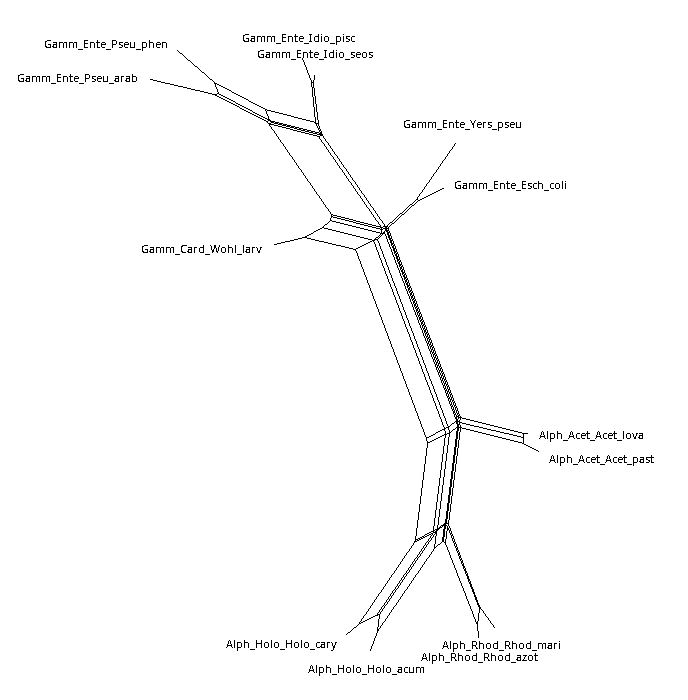 Gamm_Ente_Idio_pisc
Gamm_Ente_Pseu_phen
Gamm_Ente_Idio_seos
Gamm_Ente_Pseu_arab
Gamm_Ente_Yers_pseu
Gamm_Ente_Esch_coli
Gamm_Card_Wohl_larv
Alph_Acet_Acet_lova
Alph_Acet_Acet_past
Alph_Holo_Holo_cary
Alph_Rhod_Rhod_mari
Alph_Rhod_Rhod_azot
Alph_Holo_Holo_acum